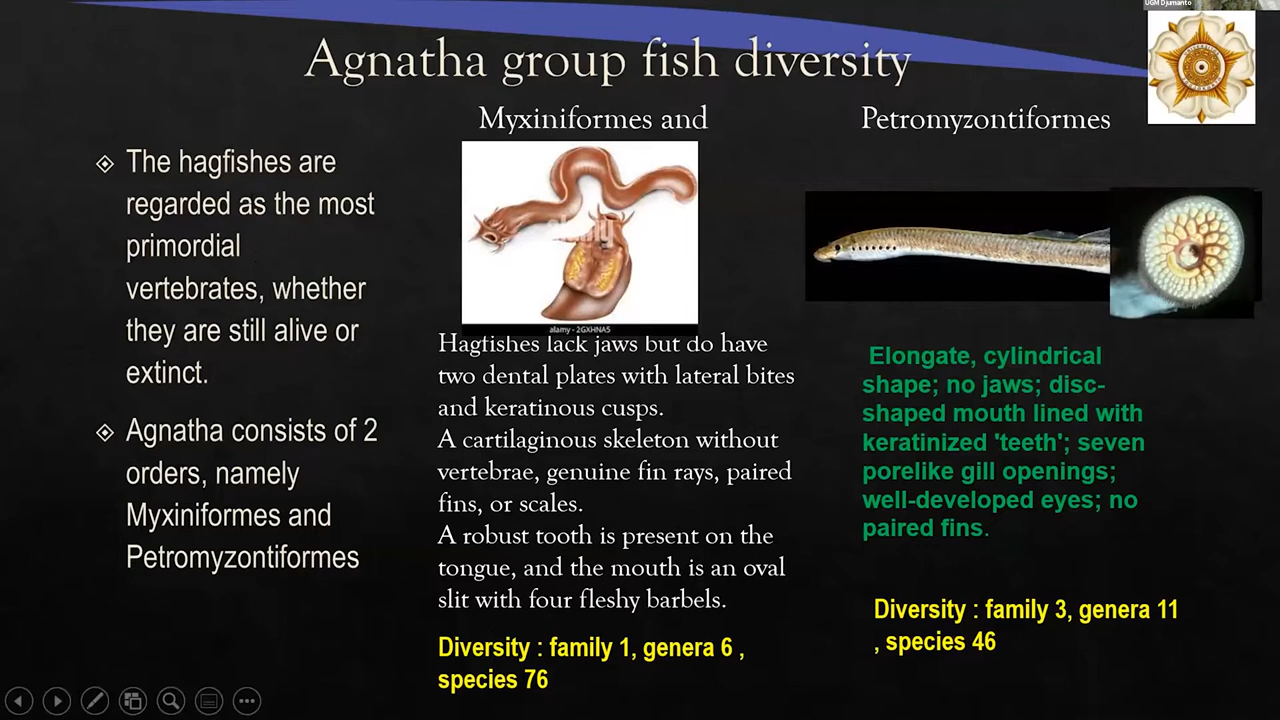 UGM Djumanto
Agnatha group fish diversity
Myxiniformes and
Petromyzontiformes
The hagfishes are
regarded as the most
primordial
vertebrates, whether
they are still alive or
extinct.
Agnatha consists of 2
orders, namely
Myxiniformes and
Petromyzontiformes
alamy
alamy - 2GXHNA5
Hagfishes lack jaws but do have
two dental plates with lateral bites
and keratinous cusps.
A cartilaginous skeleton without
vertebrae, genuine fin rays, paired
fins, or scales.
A robust tooth is present on the
tongue, and the mouth is an oval
slit with four fleshy barbels.
Diversity : family 1, genera 6 ,
species 76
Elongate, cylindrical
shape; no jaws; disc-
shaped mouth lined with
keratinized 'teeth'; seven
porelike gill openings;
well-developed eyes; no
paired fins.
Diversity : family 3, genera 11
, species 46